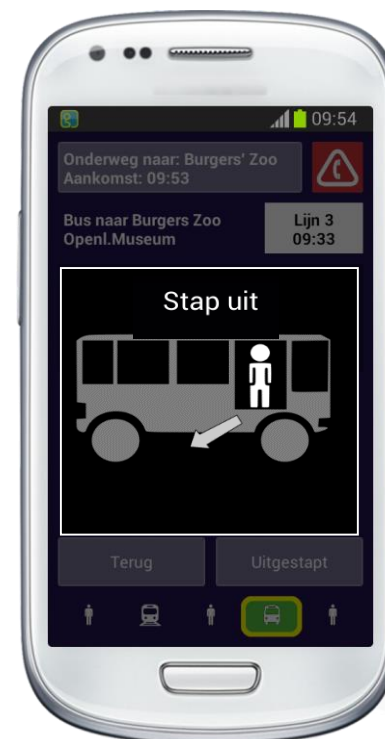 09:54
Onderweg naar: Burgers' Zoo
Aankomst: 09:53
Bus naar Burgers Zoo
Openl.Museum
Lijn 3
09:33
Stap uit
Terug
Uitgestapt